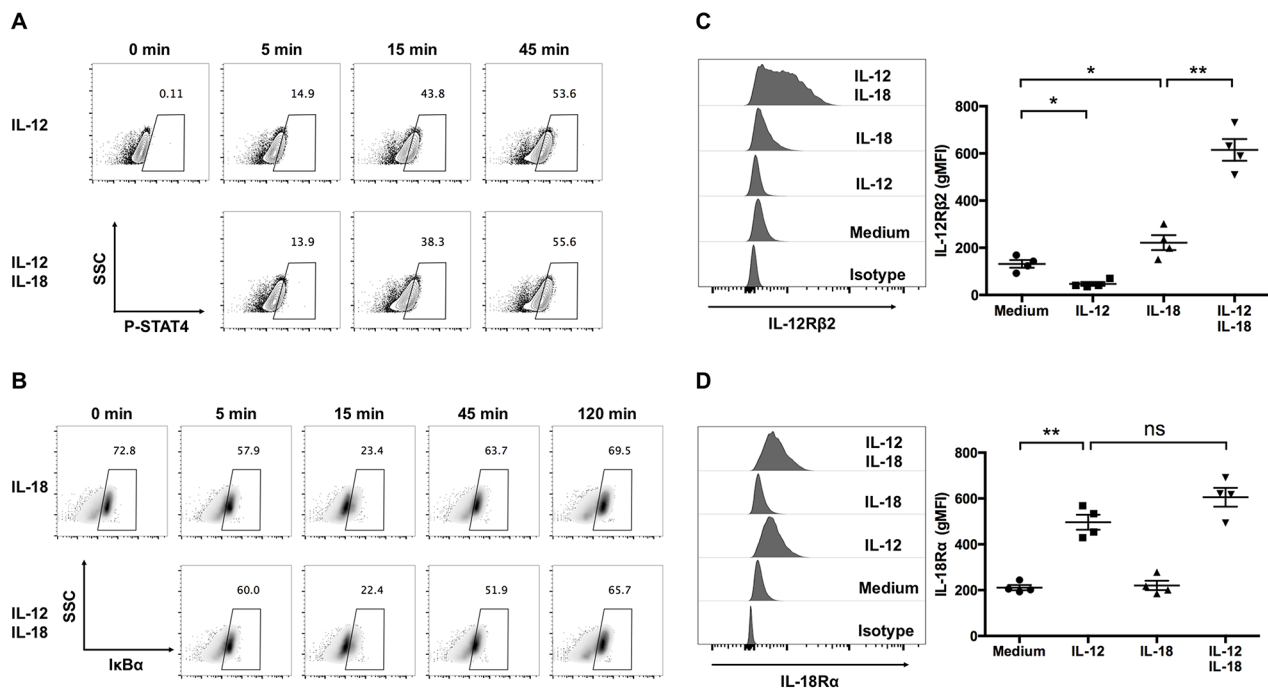 A
0 min 5 min 15 min 45 min
IL-12
0.11 14.9 43.8 53.6
IL-12
IL-18
13.9 38.3 55.6
SSC
P-STAT4
B
0 min 5 min 15 min 45 min 120 min
IL-18
72.8 57.9 23.4 63.7 69.5
IL-12
IL-18
60.0 22.4 51.9 65.7
SSC
IκBα
C
IL-12
IL-18
IL-18
IL-12
Medium
Isotype
IL-12Rβ2
* **
*
IL-12Rβ2 (gMFI)
800
600
400
200
0
Medium IL-12 IL-18 IL-12
IL-18
D
IL-12
IL-18
IL-18
IL-12
Medium
Isotype
IL-18Rα
** ns
IL-18Rα (gMFI)
800
600
400
200
0
Medium IL-12 IL-18 IL-12
IL-18